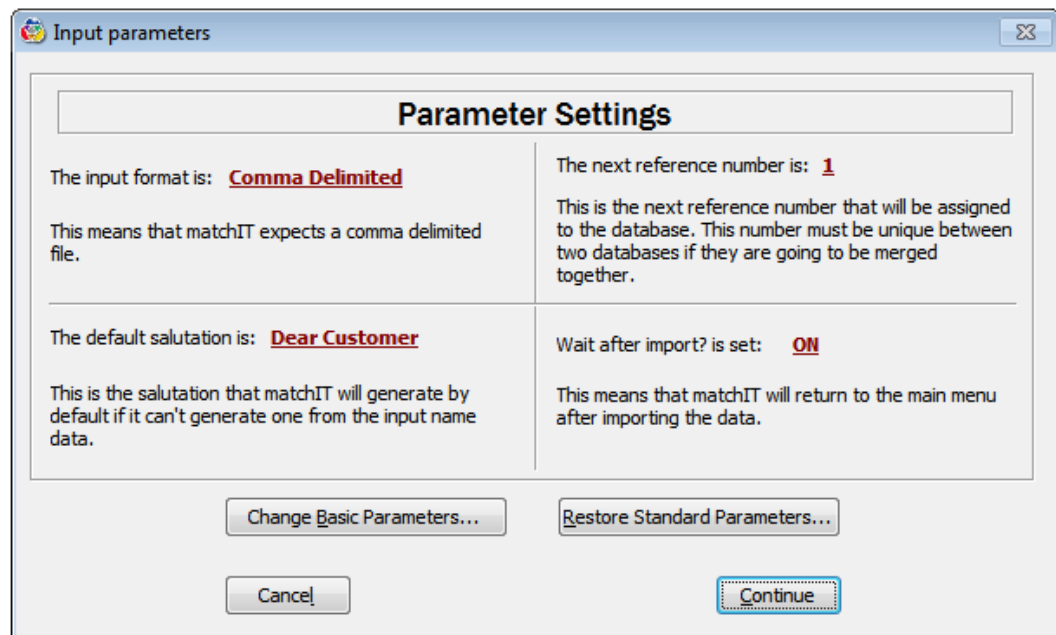 Input parameters
Parameter Settings
The input format is: Comma Delimited
This means that matchIT expects a comma delimited
file.
The next reference number is: 1
This is the next reference number that will be assigned
to the database. This number must be unique between
two databases if they are going to be merged
together.
The default salutation is: Dear Customer
This is the salutation that matchIT will generate by
default if it can't generate one from the input name
data.
Wait after import? is set: ON
This means that matchIT will return to the main menu
after importing the data.
Change Basic Parameters...
Restore Standard Parameters...
Cancel
Continue